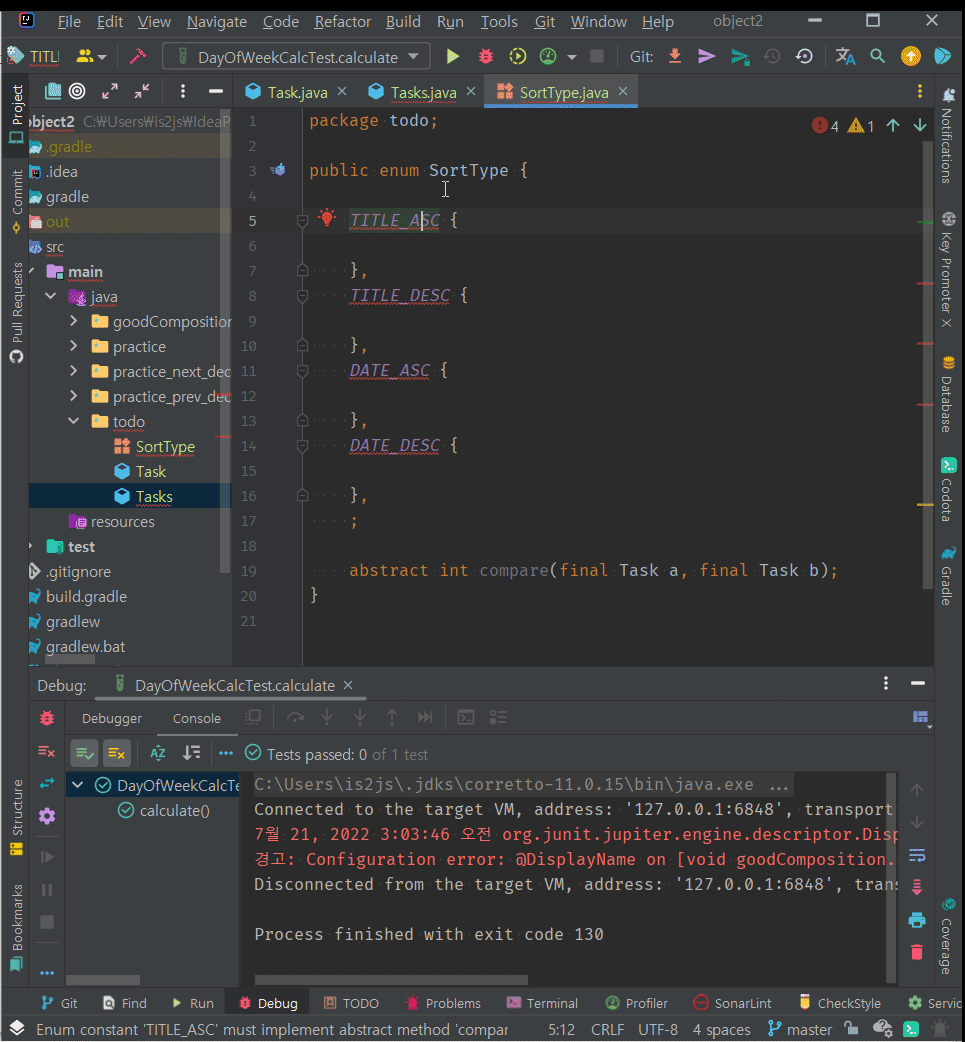 File Edit View Navigate Code Refactor Build Run Tools Git Window Help object2
TITL DayOfWeekCalcTest.calculate Git:
Project
Commit
Pull Requests
Structure
Bookmarks
Task.java Tasks.java SortType.java
object2 C:₩Users₩is2js₩IdeaP
.gradle
.idea
gradle
out
src
main
java
goodComposition
practice
practice_next_dec
practice_prev_dec
todo
SortType
Task
Tasks
resources
test
.gitignore
build.gradle
gradlew
gradlew.bat
4 1
1 package todo;
2
3 public enum SortType {
4
5 TITLE_ASC {
6
7 },
8 TITLE_DESC {
9
10 },
11 DATE_ASC {
12
13 },
14 DATE_DESC {
15
16 },
17 ;
18
19 abstract int compare(final Task a, final Task b);
20 }
21
Notifications
Key Promoter X
Database
Codota
Gradle
Coverage
Debug: DayOfWeekCalcTest.calculate
Debugger Console
Tests passed: 0 of 1 test
DayOfWeekCalcTe
calculate()
C:\Users\is2js\.jdks\corretto-11.0.15\bin\java.exe ...
Connected to the target VM, address: '127.0.0.1:6848', transport
7월 21, 2022 3:03:46 오전 org.junit.jupiter.engine.descriptor.Disp
경고: Configuration error: @DisplayName on [void goodComposition.
Disconnected from the target VM, address: '127.0.0.1:6848', tran
Process finished with exit code 130
Git Find Run Debug TODO Problems Terminal Profiler SonarLint CheckStyle Servic
Enum constant 'TITLE_ASC' must implement abstract method 'compar 5:12 CRLF UTF-8 4 spaces master